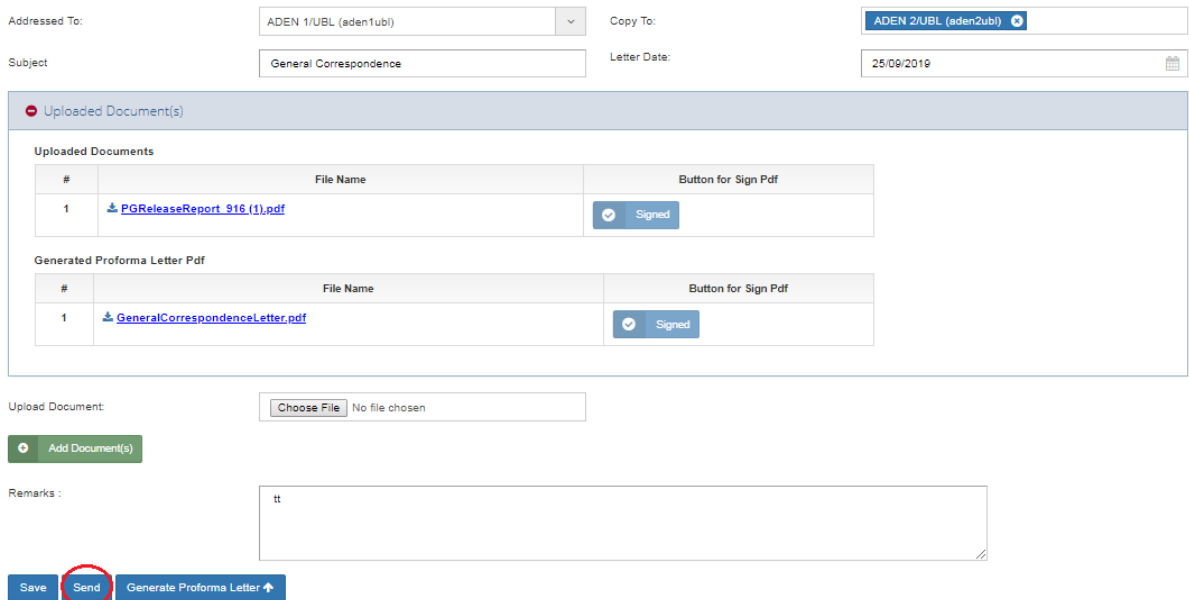 Addressed To: ADEN 1/UBL (aden1ubl) Copy To: ADEN 2/UBL (aden2ubl)
Subject General Correspondence Letter Date: 25/09/2019
Uploaded Document(s)
Uploaded Documents
# File Name Button for Sign Pdf
1 PGReleaseReport_916 (1).pdf Signed
Generated Proforma Letter Pdf
# File Name Button for Sign Pdf
1 GeneralCorrespondenceLetter.pdf Signed
Upload Document: Choose File No file chosen
Add Document(s)
Remarks : tt
Save Send Generate Proforma Letter